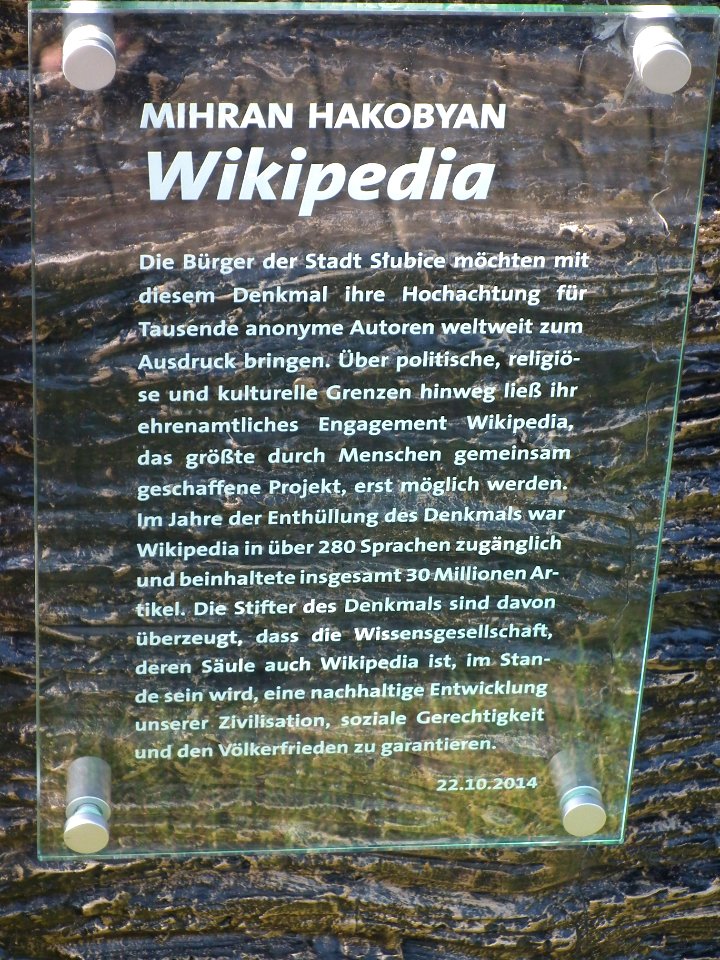 MIHRAN HAKOBYAN
Wikipedia
Die Bürger der Stadt Słubice möchten mit
diesem Denkmal ihre Hochachtung für
Tausende anonyme Autoren weltweit zum
Ausdruck bringen. Über politische, religiö-
se und kulturelle Grenzen hinweg ließ ihr
ehrenamtliches Engagement Wikipedia,
das größte durch Menschen gemeinsam
geschaffene Projekt, erst möglich werden.
Im Jahre der Enthüllung des Denkmals war
Wikipedia in über 280 Sprachen zugänglich
und beinhaltete insgesamt 30 Millionen Ar-
tikel. Die Stifter des Denkmals sind davon
überzeugt, dass die Wissensgesellschaft,
deren Säule auch Wikipedia ist, im Stan-
de sein wird, eine nachhaltige Entwicklung
unserer Zivilisation, soziale Gerechtigkeit
und den Völkerfrieden zu garantieren.
22.10.2014